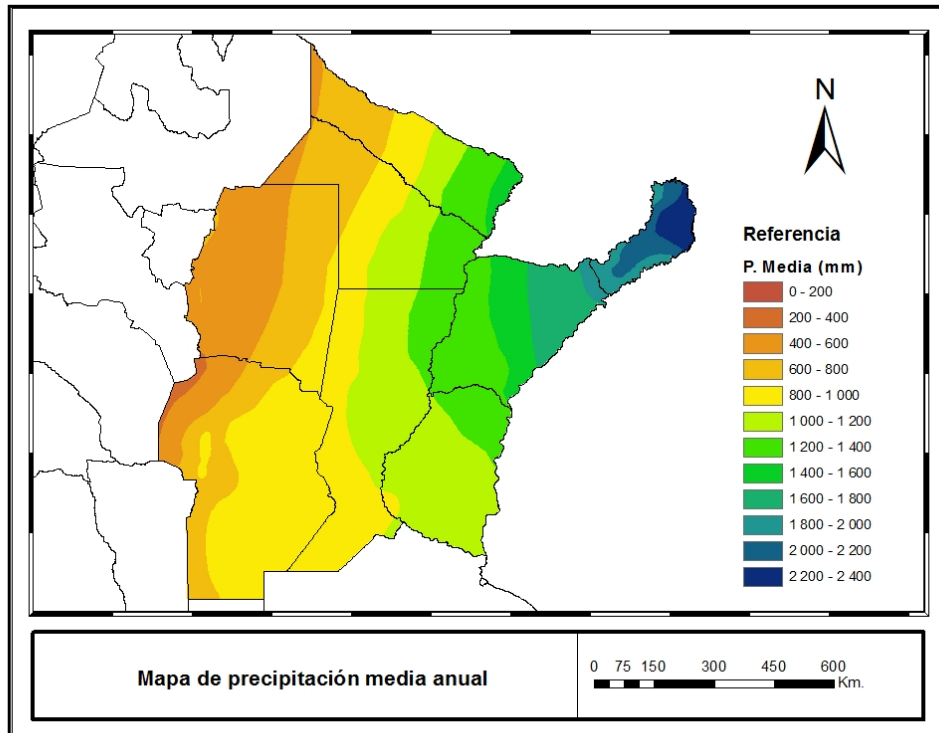 N
Referencia
P. Media (mm)
0 - 200
200 - 400
400 - 600
600 - 800
800 - 1 000
1 000 - 1 200
1 200 - 1 400
1 400 - 1 600
1 600 - 1 800
1 800 - 2 000
2 000 - 2 200
2 200 - 2 400
Mapa de precipitación media anual
0 75 150 300 450 600
Km.